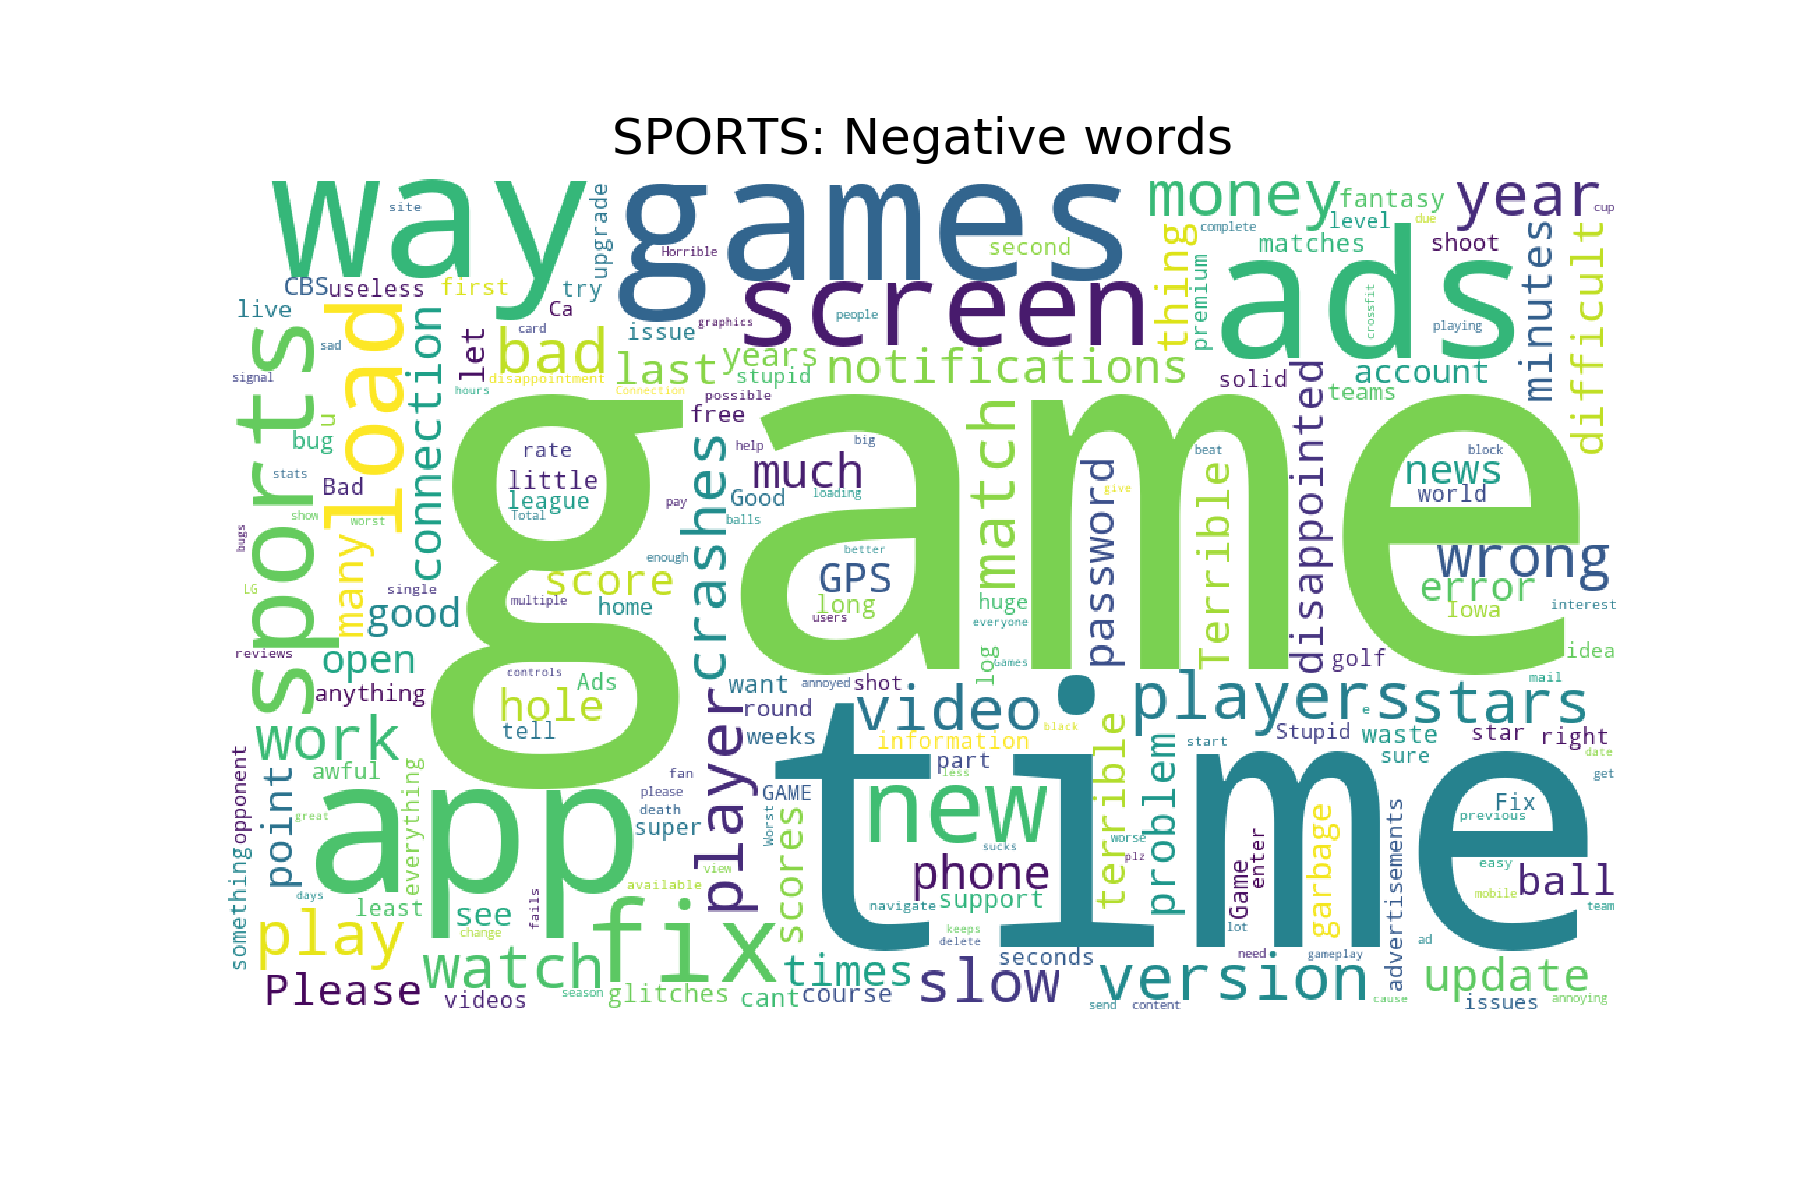 SPORTS: Negative words
way
games
money
fantasy
year
cup
site
upgrade
Horrible
second
thing
complete
level
due
matches
shoot
minutes
difficult
ads
CBS
useless
first
try
screen
premium
crossfit
playing
live
load
connection
Ca
card
issue
graphics
people
sports
sad
let
bad
last
years
notifications
signal
disappointment
stupid
solid
account
hours
Connection
possible
disappointed
teams
u
bug
free
match
game
rate
help
big
beat
block
stats
little
crashes
much
password
Terrible
news
Bad
league
pay
Good
loading
give
world
show
worst
Total
balls
bugs
many
enough
better
wrong
score
GPS
error
LG
single
multiple
home
long
huge
Iowa
interest
good
users
everyone
reviews
open
log
Games
golf
idea
controls
Ads
want
annoyed
shot
mail
anything
hole
player
round
video
players
e
stars
work
tell
weeks
information
black
terrible
problem
start
Stupid
waste
star
right
opponent
awful
part
less
sure
date
point
everything
fan
please
GAME
time
get
app
new
great
death
super
Worst
scores
advertisements
Fix
previous
something
sucks
worse
plz
Game
enter
garbage
easy
view
phone
ball
days
available
support
mobile
least
see
fails
navigate
team
play
change
fix
keeps
delete
lot
ad
watch
times
seconds
need
gameplay
slow
version
update
Please
videos
season
glitches
cant
course
send
content
cause
issues
annoying